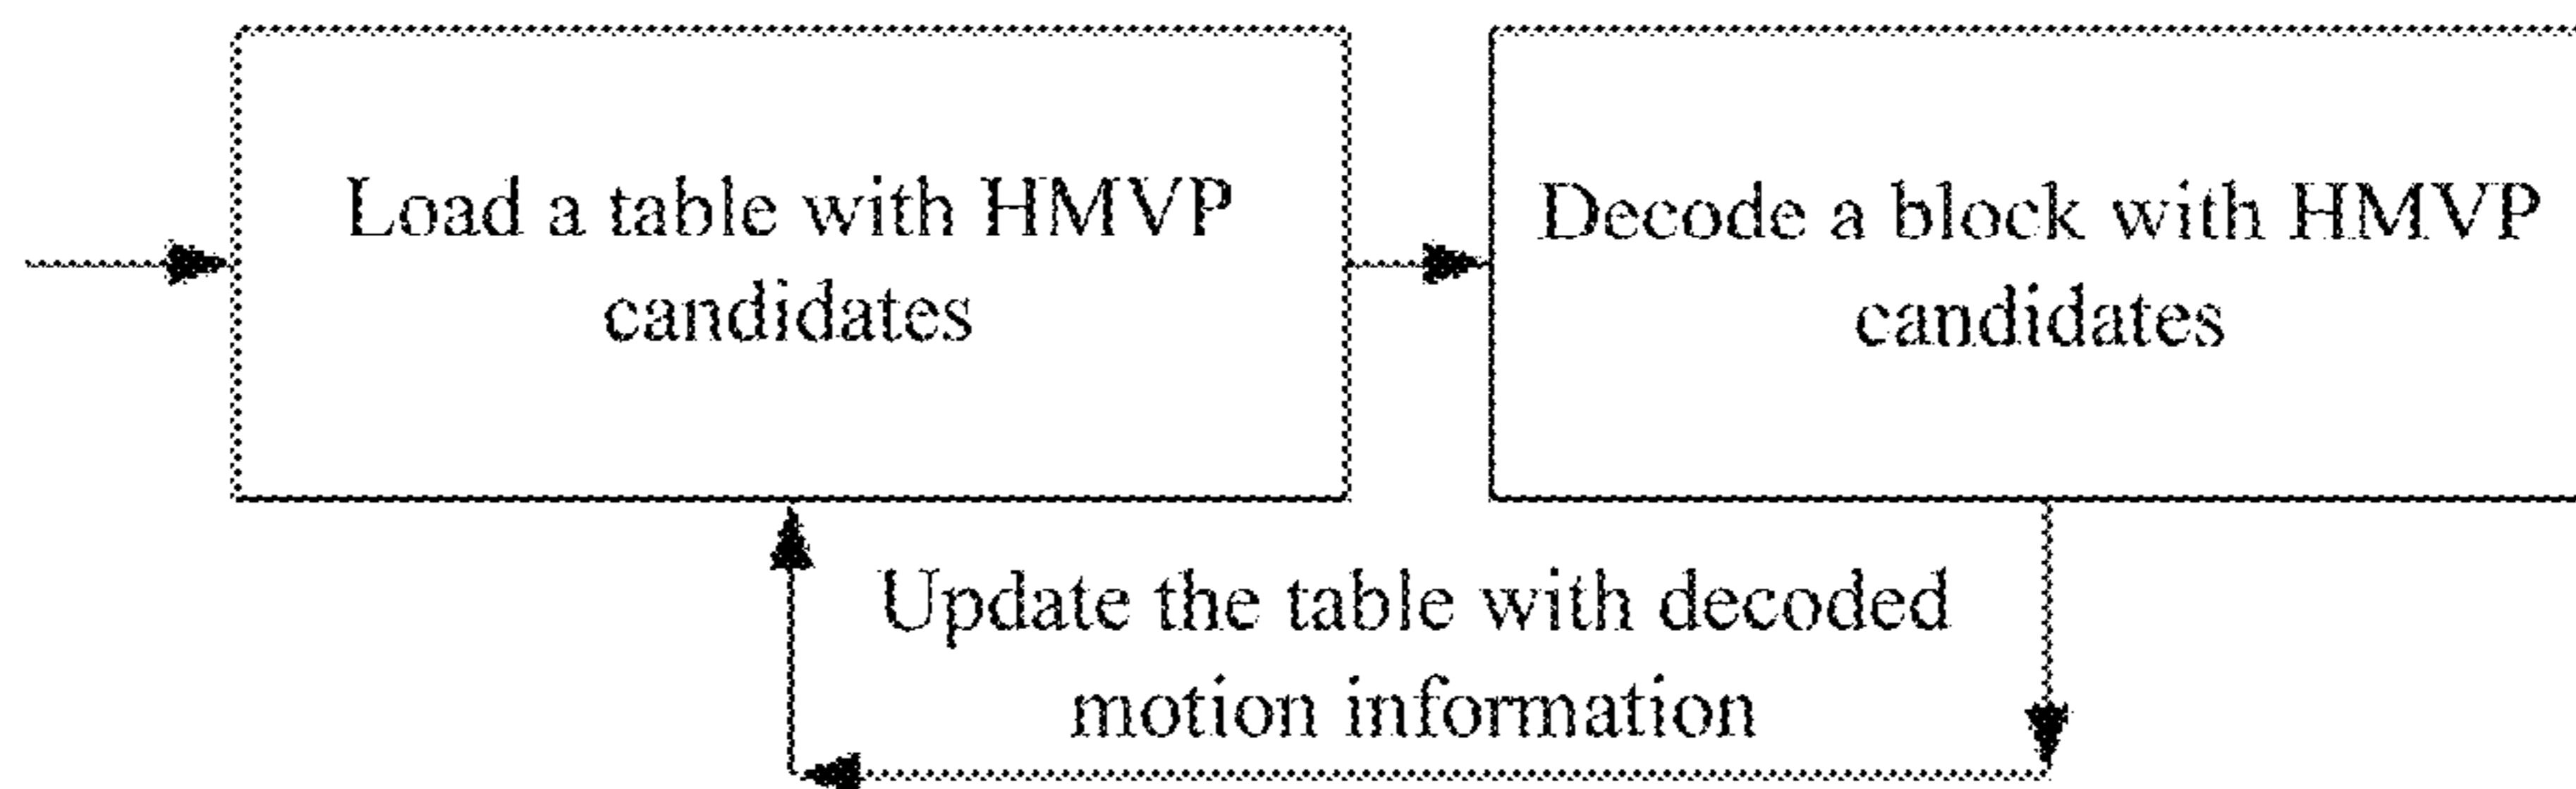 Load a table with HMVP
candidates
Decode a block with HMVP
candidates
Update the table with decoded
motion information